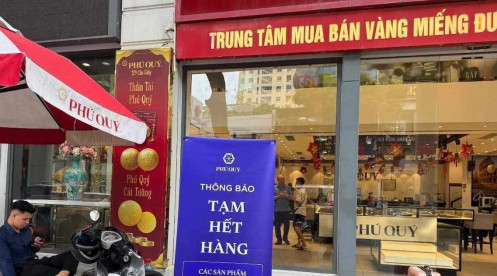 TRUNG TÂM MUA BÁN VÀNG MIẾNG
PHÚ QUÝ
Thần Tài
Phú Quý
Phú Quý
Cát Tường
PHÚ QUÝ
PHÚ QUÝ
THÔNG BÁO
TẠM
HẾT
HÀNG
CÁC SẢN PHẨM
PHÚ QUÝ